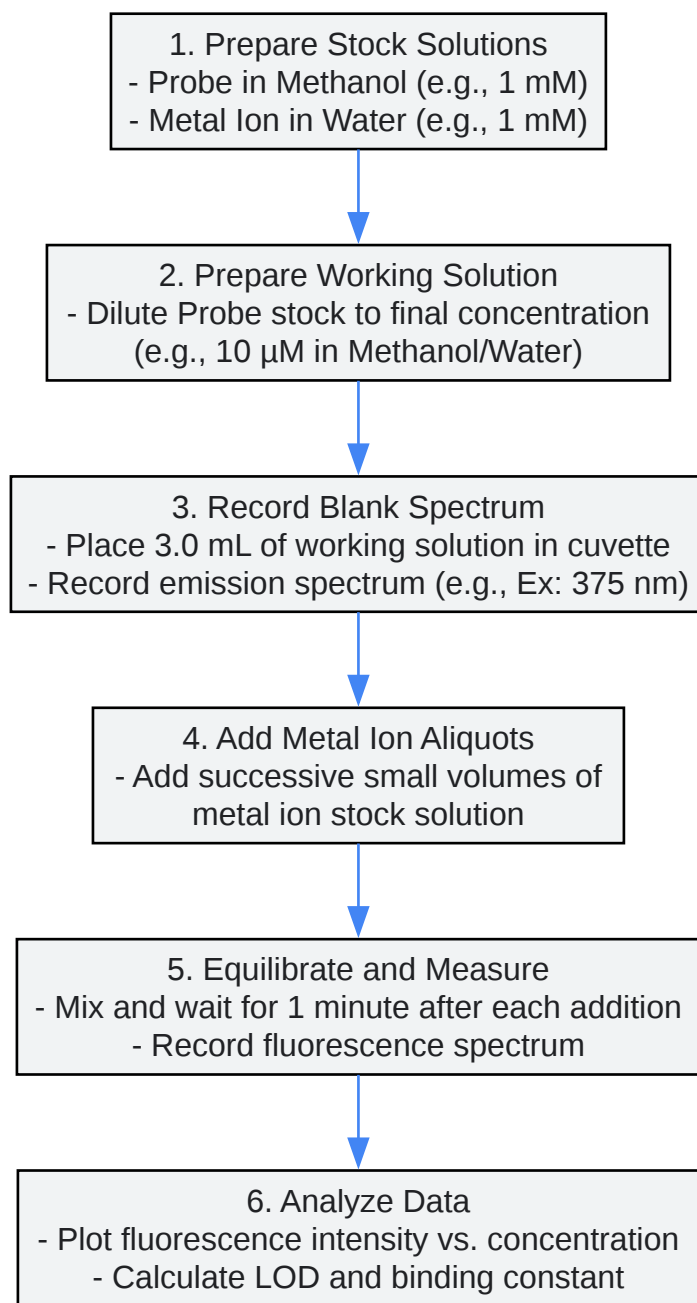 1. Prepare Stock Solutions
- Probe in Methanol (e.g., 1 mM)
- Metal Ion in Water (e.g., 1 mM)
2. Prepare Working Solution
- Dilute Probe stock to final concentration
(e.g., 10 µM in Methanol/Water)
3. Record Blank Spectrum
- Place 3.0 mL of working solution in cuvette
- Record emission spectrum (e.g., Ex: 375 nm)
4. Add Metal Ion Aliquots
- Add successive small volumes of
metal ion stock solution
5. Equilibrate and Measure
- Mix and wait for 1 minute after each addition
- Record fluorescence spectrum
6. Analyze Data
- Plot fluorescence intensity vs. concentration
- Calculate LOD and binding constant